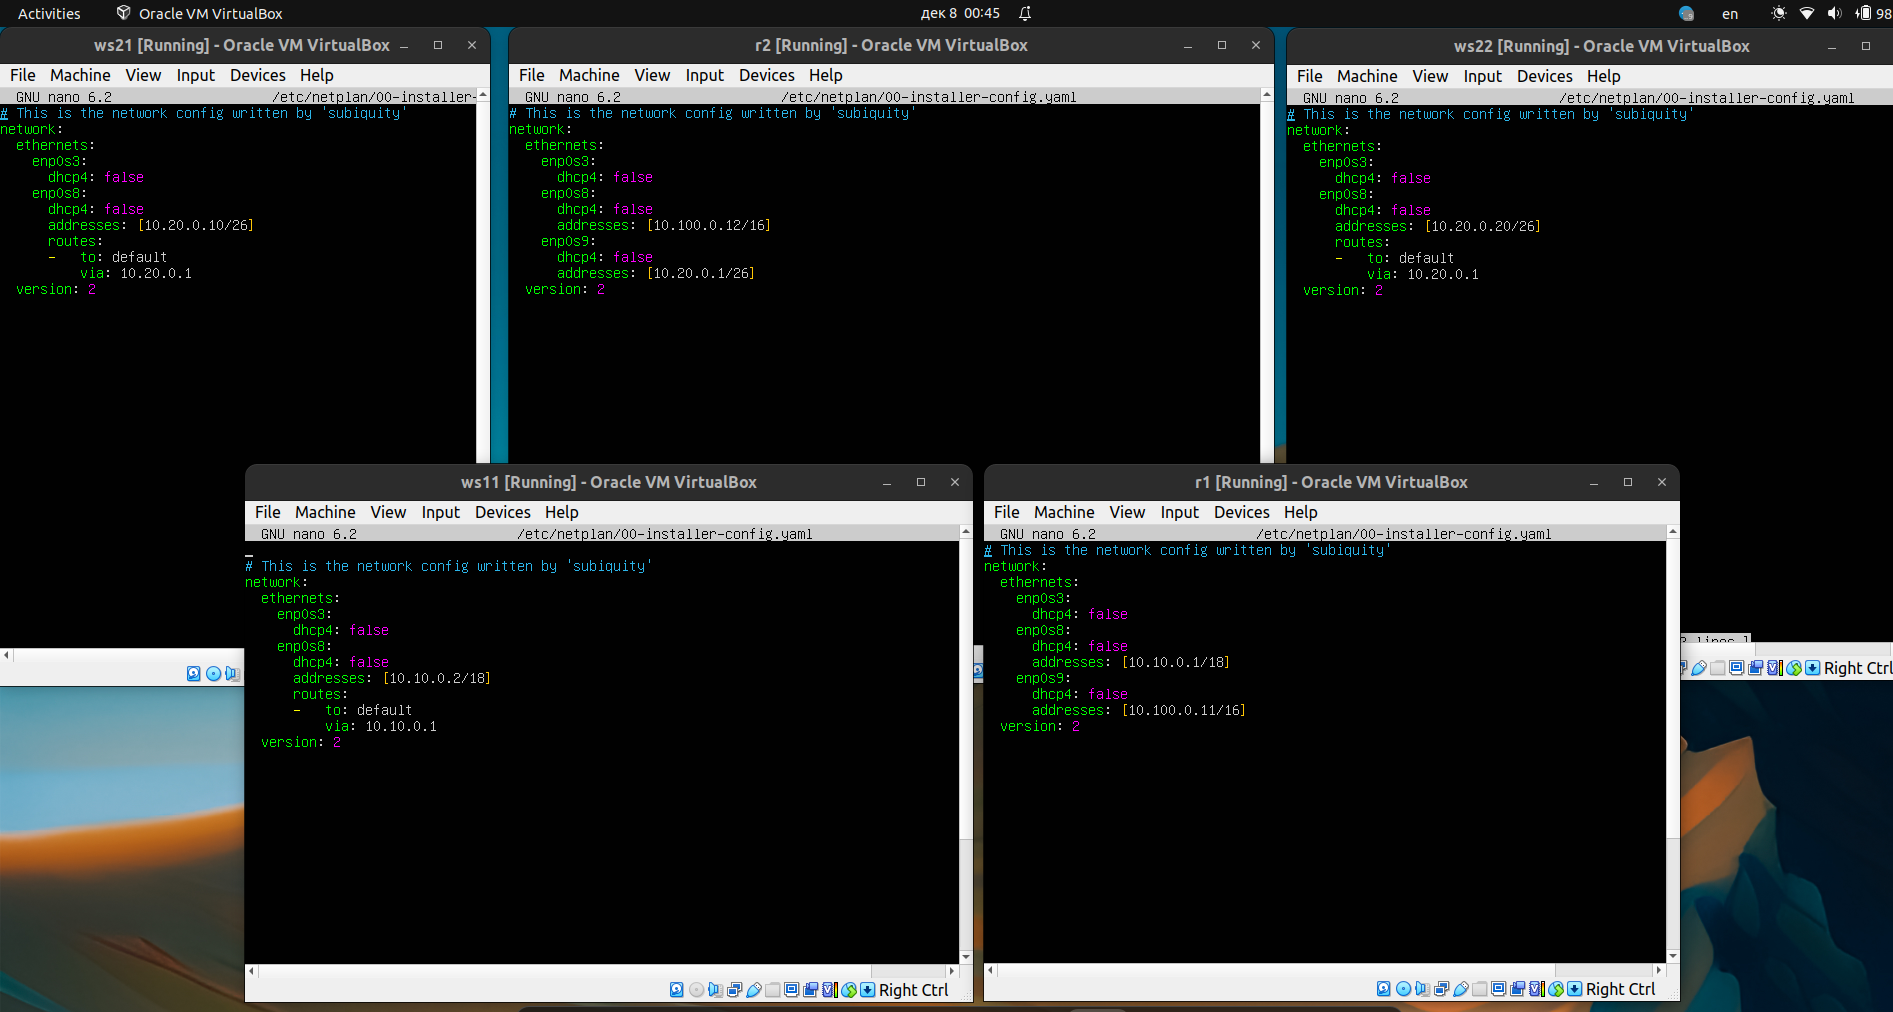 Activities Oracle VM VirtualBox дек 8 00:45 en 98
ws21 [Running] - Oracle VM VirtualBox
File Machine View Input Devices Help
GNU nano 6.2 /etc/netplan/00-installer-
# This is the network config written by 'subiquity'
network:
ethernets:
enp0s3:
dhcp4: false
enp0s8:
dhcp4: false
addresses: [10.20.0.10/26]
routes:
- to: default
via: 10.20.0.1
version: 2
r2 [Running] - Oracle VM VirtualBox
File Machine View Input Devices Help
GNU nano 6.2 /etc/netplan/00-installer-config.yaml
# This is the network config written by 'subiquity'
network:
ethernets:
enp0s3:
dhcp4: false
enp0s8:
dhcp4: false
addresses: [10.100.0.12/16]
enp0s9:
dhcp4: false
addresses: [10.20.0.1/26]
version: 2
ws22 [Running] - Oracle VM VirtualBox
File Machine View Input Devices Help
GNU nano 6.2 /etc/netplan/00-installer-config.yaml
# This is the network config written by 'subiquity'
network:
ethernets:
enp0s3:
dhcp4: false
enp0s8:
dhcp4: false
addresses: [10.20.0.20/26]
routes:
- to: default
via: 10.20.0.1
version: 2
Right Ctrl
ws11 [Running] - Oracle VM VirtualBox
File Machine View Input Devices Help
GNU nano 6.2 /etc/netplan/00-installer-config.yaml
# This is the network config written by 'subiquity'
network:
ethernets:
enp0s3:
dhcp4: false
enp0s8:
dhcp4: false
addresses: [10.10.0.2/18]
routes:
- to: default
via: 10.10.0.1
version: 2
Right Ctrl
r1 [Running] - Oracle VM VirtualBox
File Machine View Input Devices Help
GNU nano 6.2 /etc/netplan/00-installer-config.yaml
# This is the network config written by 'subiquity'
network:
ethernets:
enp0s3:
dhcp4: false
enp0s8:
dhcp4: false
addresses: [10.10.0.1/18]
enp0s9:
dhcp4: false
addresses: [10.100.0.11/16]
version: 2
Right Ctrl